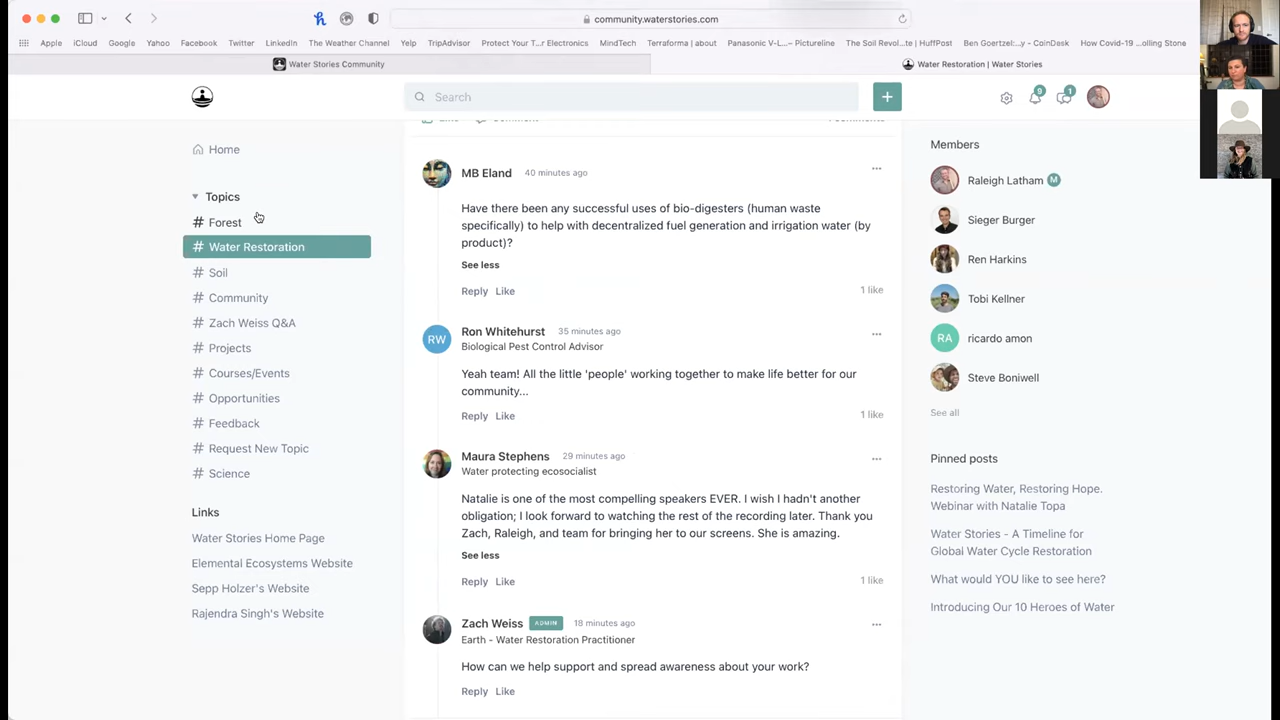 community.waterstories.com
Apple
iCloud
Google
Yahoo
Facebook
Twitter
LinkedIn
The Weather Channel
Yelp
TripAdvisor
Protect Your T...r Electronics
MindTech
Terraforma | about
Panasonic V-L...– Pictureline
The Soil Revol...te | HuffPost
Ben Goertzel:...y - CoinDesk
How Covid-19 ...olling Stone
Water Stories Community
Water Restoration | Water Stories
Search
+
9
1
Home
Topics
# Forest
# Water Restoration
# Soil
# Community
# Zach Weiss Q&A
# Projects
# Courses/Events
# Opportunities
# Feedback
# Request New Topic
# Science
Links
Water Stories Home Page
Elemental Ecosystems Website
Sepp Holzer's Website
Rajendra Singh's Website
MB Eland 40 minutes ago
Have there been any successful uses of bio-digesters (human waste
specifically) to help with decentralized fuel generation and irrigation water (by
product)?
See less
Reply Like
1 like
RW
Ron Whitehurst 35 minutes ago
Biological Pest Control Advisor
Yeah team! All the little 'people' working together to make life better for our
community...
Reply Like
1 like
Maura Stephens 29 minutes ago
Water protecting ecosocialist
Natalie is one of the most compelling speakers EVER. I wish I hadn't another
obligation; I look forward to watching the rest of the recording later. Thank you
Zach, Raleigh, and team for bringing her to our screens. She is amazing.
See less
Reply Like
1 like
Zach Weiss ADMIN 18 minutes ago
Earth - Water Restoration Practitioner
How can we help support and spread awareness about your work?
Reply Like
Members
Raleigh Latham M
Sieger Burger
Ren Harkins
Tobi Kellner
RA
ricardo amon
Steve Boniwell
See all
Pinned posts
Restoring Water, Restoring Hope.
Webinar with Natalie Topa
Water Stories - A Timeline for
Global Water Cycle Restoration
What would YOU like to see here?
Introducing Our 10 Heroes of Water